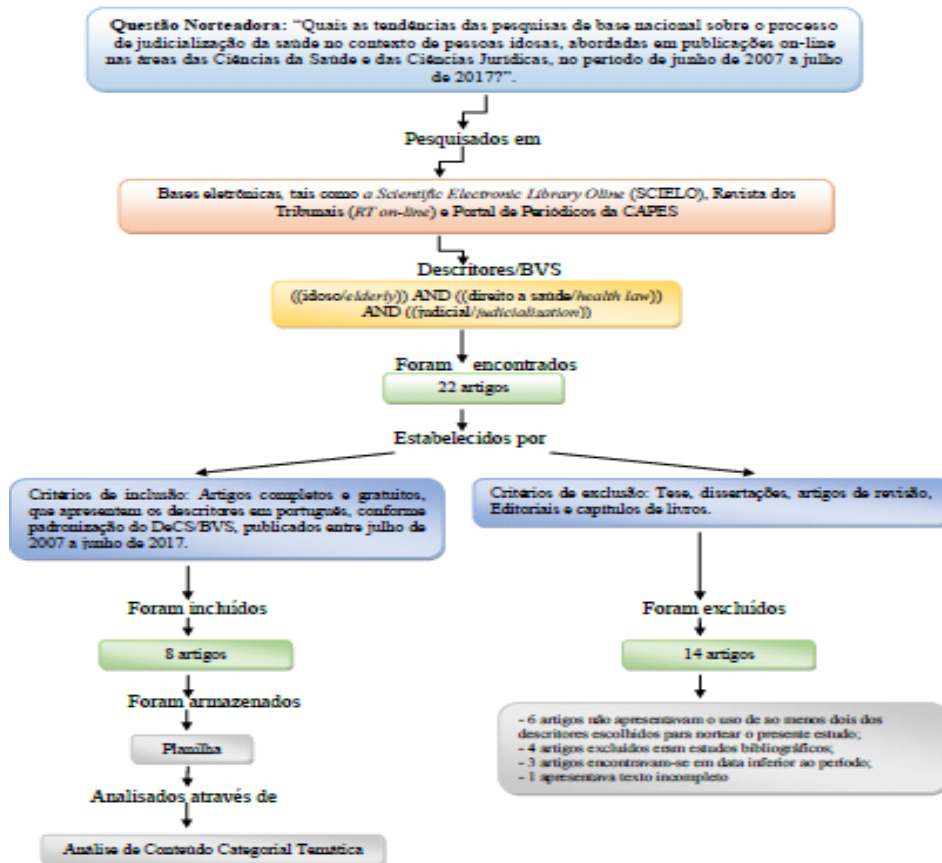 Questão Norteadora: “Quais as tendências das pesquisas de base nacional sobre o processo
de judicialização da saúde no contexto de pessoas idosas, abordadas em publicações on-line
nas áreas das Ciências da Saúde e das Ciências Jurídicas, no período de junho de 2007 a julho
de 2017?”.
Pesquisados em
Bases eletrônicas, tais como a Scientific Electronic Library Oline (SCIELO), Revista dos
Tribunais (RT on-line) e Portal de Periódicos da CAPES
Descritores/BVS
((idoso/elderly)) AND ((direito a saúde/health law))
AND ((judicial/judicialization))
Foram encontrados
22 artigos
Estabelecidos por
Critérios de inclusão: Artigos completos e gratuitos,
que apresentem os descritores em português, conforme
padronização do DeCS/BVS, publicados entre julho de
2007 a junho de 2017.
Critérios de exclusão: Tese, dissertações, artigos de revisão,
Editoriais e capítulos de livros.
Foram incluídos
8 artigos
Foram armazenados
Planilha
Analisados através de
Análise de Conteúdo Categorial Temática
Foram excluídos
14 artigos
- 6 artigos não apresentavam o uso de ao menos dois dos
descritores escolhidos para nortear o presente estudo;
- 4 artigos excluídos eram estudos bibliográficos;
- 3 artigos encontravam-se em data inferior ao período;
- 1 apresentava texto incompleto